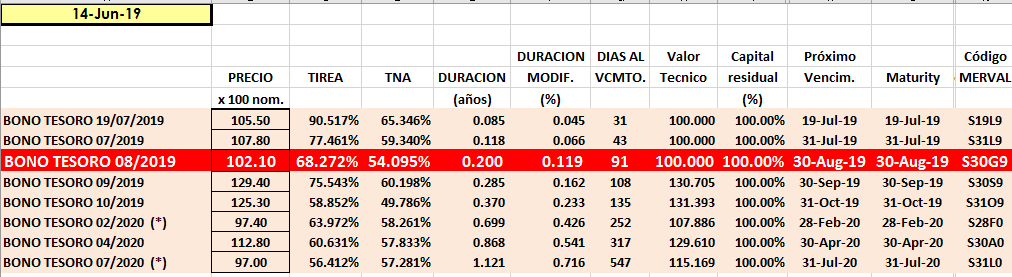 14-Jun-19
DURACION DIAS AL Valor Capital Próximo Código
PRECIO TIREA TNA DURACION MODIF. VCMTO. Tecnico residual Vencim. Maturity MERVAL
x 100 nom. (años) (%) (%)
BONO TESORO 19/07/2019 105.50 90.517% 65.346% 0.085 0.045 31 100.000 100.00% 19-Jul-19 19-Jul-19 S19L9
BONO TESORO 07/2019 107.80 77.461% 59.340% 0.118 0.066 43 100.000 100.00% 31-Jul-19 31-Jul-19 S31L9
BONO TESORO 08/2019 102.10 68.272% 54.095% 0.200 0.119 91 100.000 100.00% 30-Aug-19 30-Aug-19 S30G9
BONO TESORO 09/2019 129.40 75.543% 60.198% 0.285 0.162 108 130.705 100.00% 30-Sep-19 30-Sep-19 S30S9
BONO TESORO 10/2019 125.30 58.852% 49.786% 0.370 0.233 135 131.393 100.00% 31-Oct-19 31-Oct-19 S31O9
BONO TESORO 02/2020 (*) 97.40 63.972% 58.261% 0.699 0.426 252 107.886 100.00% 28-Feb-20 28-Feb-20 S28F0
BONO TESORO 04/2020 112.80 60.631% 57.833% 0.868 0.541 317 129.610 100.00% 30-Apr-20 30-Apr-20 S30A0
BONO TESORO 07/2020 (*) 97.00 56.412% 57.281% 1.121 0.716 547 115.169 100.00% 31-Jul-20 31-Jul-20 S31L0